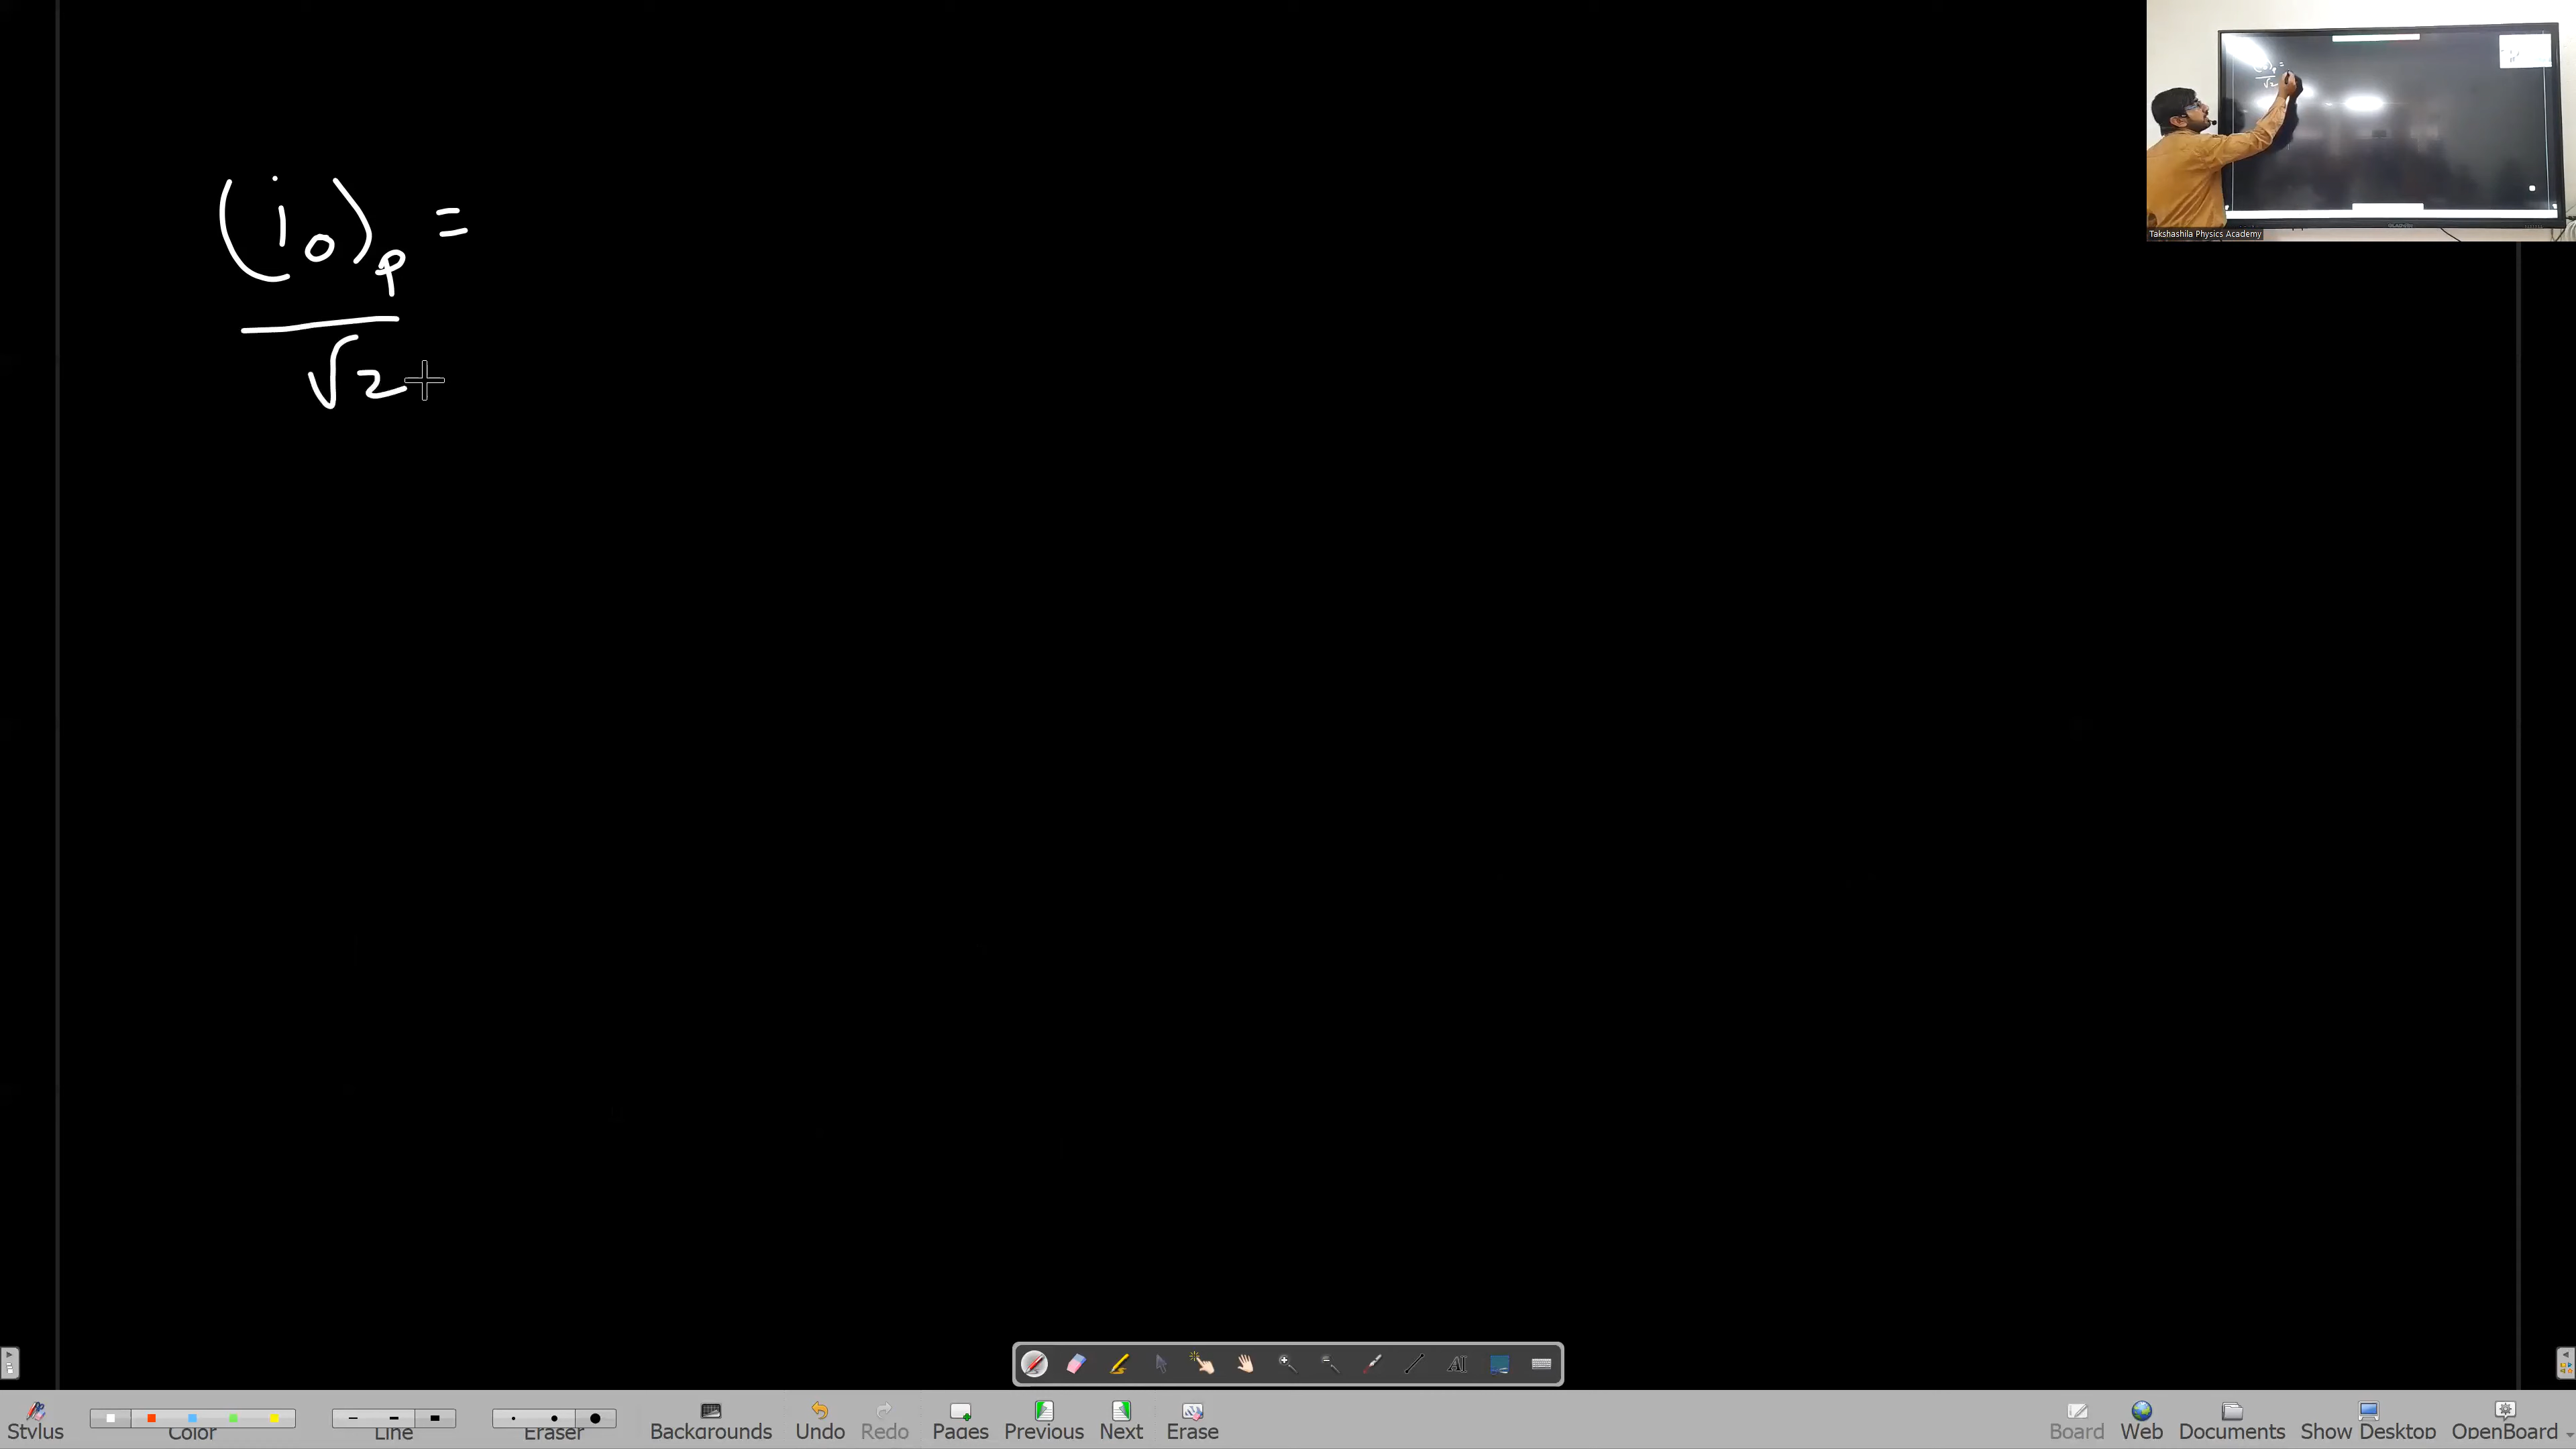 (i₀)ₚ =
√2
Takshashila Physics Academy
Stylus
Color
Line
Eraser
Backgrounds
Undo
Redo
Pages
Previous
Next
Erase
Board
Web
Documents
Show Desktop
OpenBoard